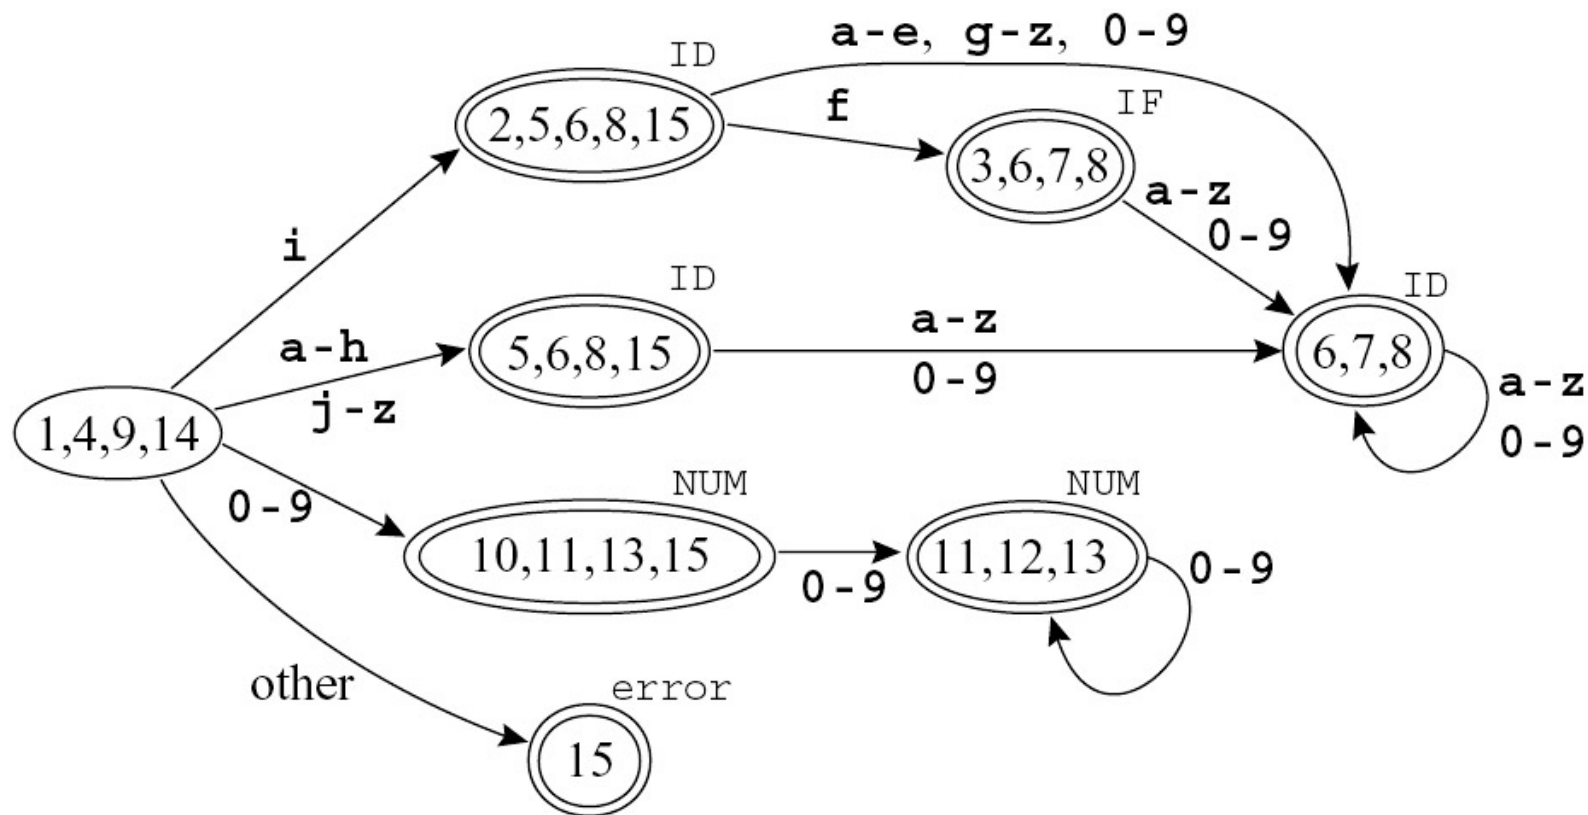 a-e, g-z, 0-9
ID
2,5,6,8,15
f
IF
3,6,7,8
a-z
0-9
i
ID
5,6,8,15
a-z
0-9
ID
6,7,8
a-z
0-9
a-h
j-z
1,4,9,14
0-9
NUM
10,11,13,15
0-9
NUM
11,12,13
0-9
other
error
15